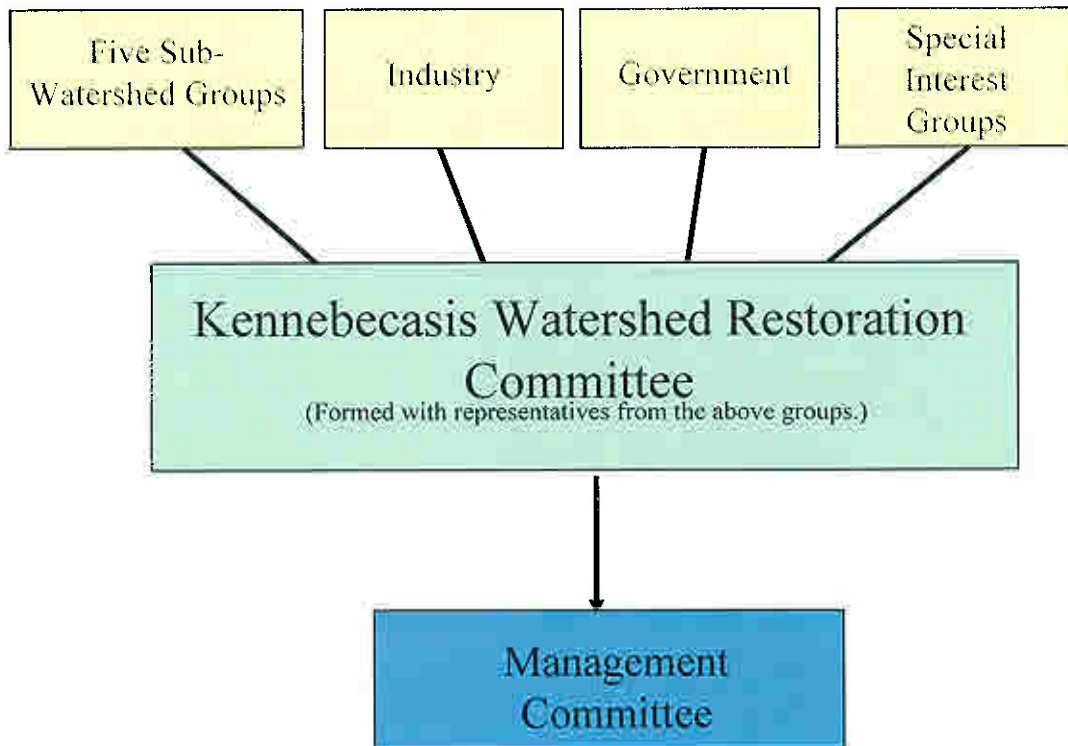 Five Sub-
Watershed Groups
Industry
Government
Special
Interest
Groups
Kennebecasis Watershed Restoration
Committee
(Formed with representatives from the above groups.)
Management
Committee